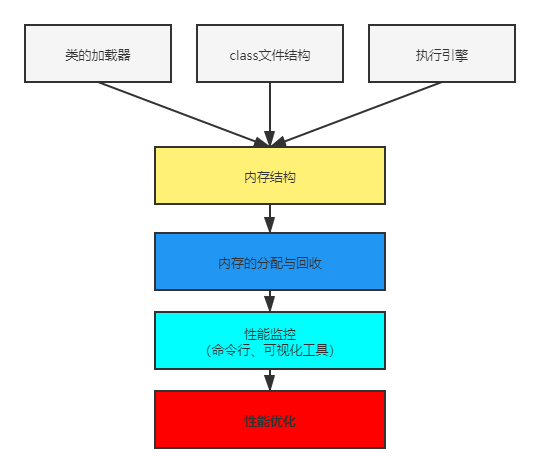 类的加载器
class文件结构
执行引擎
内存结构
内存的分配与回收
性能监控
（命令行、可视化工具）
性能优化